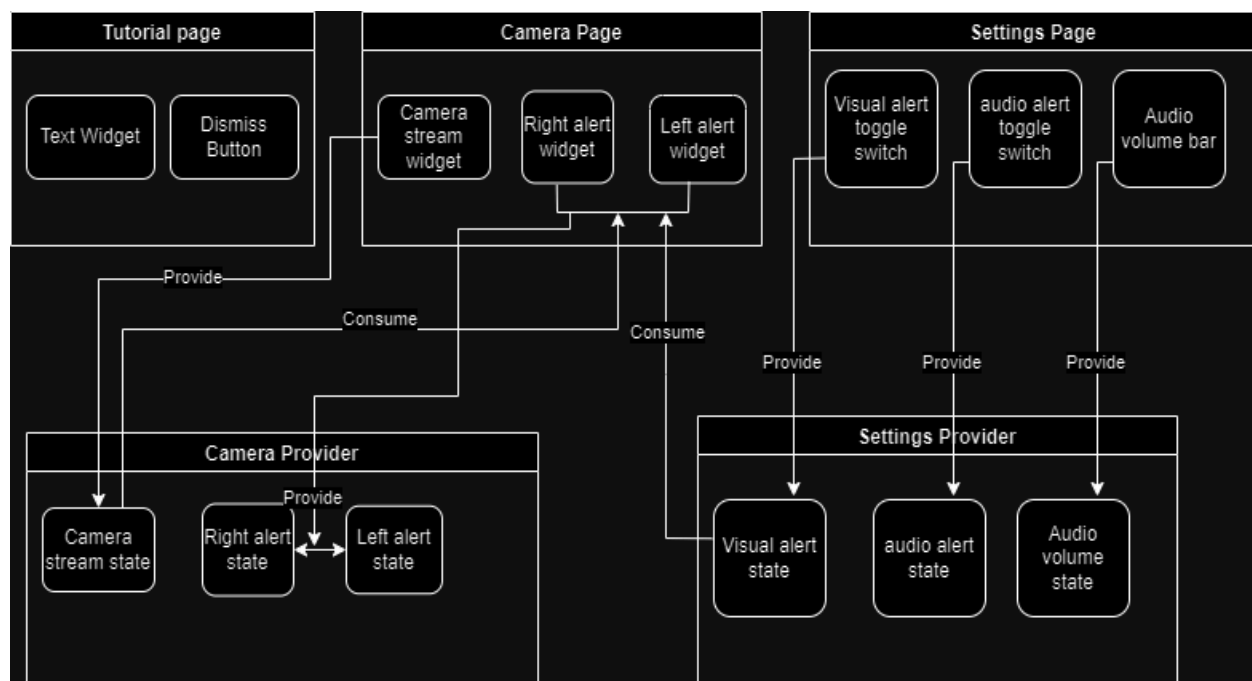 Tutorial page
Camera Page
Settings Page
Text Widget
Dismiss
Button
Camera
stream
widget
Right alert
widget
Left alert
widget
Visual alert
toggle
switch
audio alert
toggle
switch
Audio
volume bar
Provide
Consume
Consume
Provide
Provide
Provide
Camera Provider
Settings Provider
Provide
Camera
stream state
Right alert
state
Left alert
state
Visual alert
state
audio alert
state
Audio
volume
state